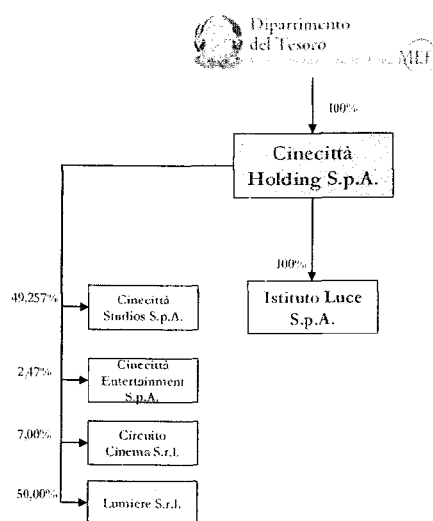 Dipartimento
del Tesoro
MEF
100%
Cinecittà
Holding S.p.A.
100%
Istituto Luce
S.p.A.
49,257%
Cinecittà
Studios S.p.A.
2,47%
Cinecittà
Entertainment
S.p.A.
7,00%
Circuito
Cinema S.r.l.
50,00%
Lumiere S.r.l.